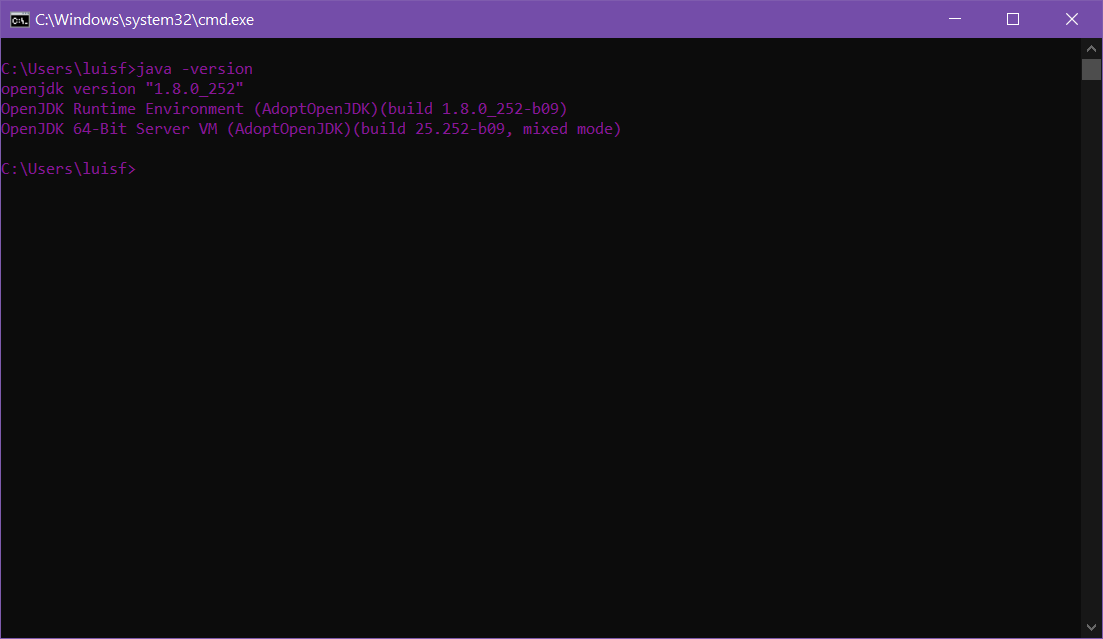 C:\Windows\system32\cmd.exe
C:\Users\luisf>java -version
openjdk version "1.8.0_252"
OpenJDK Runtime Environment (AdoptOpenJDK)(build 1.8.0_252-b09)
OpenJDK 64-Bit Server VM (AdoptOpenJDK)(build 25.252-b09, mixed mode)
C:\Users\luisf>